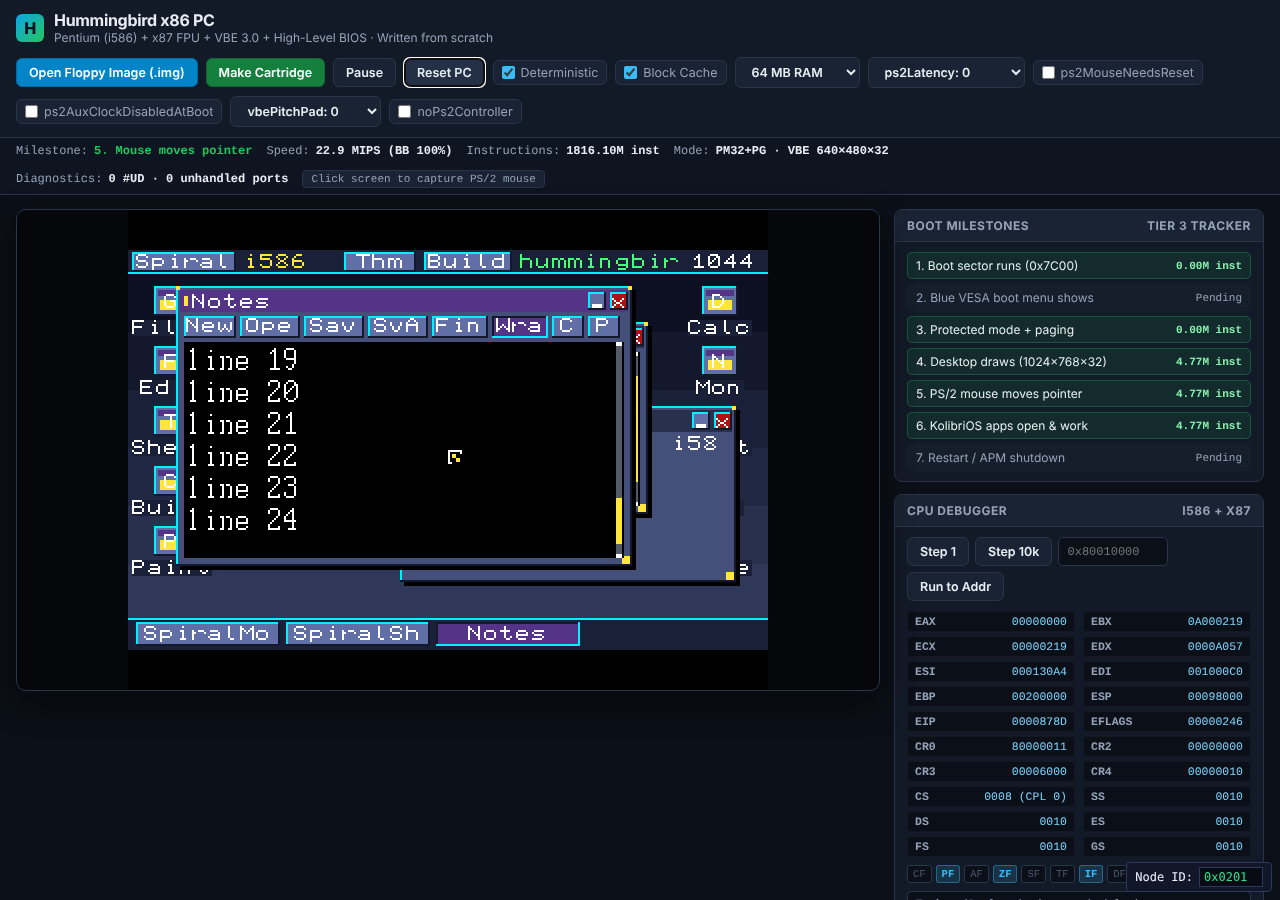 H
Hummingbird x86 PC
Pentium (i586) + x87 FPU + VBE 3.0 + High-Level BIOS · Written from scratch
Open Floppy Image (.img) Make Cartridge Pause Reset PC Deterministic Block Cache 64 MB RAM ps2Latency: 0 ps2MouseNeedsReset
ps2AuxClockDisabledAtBoot vbePitchPad: 0 noPs2Controller
Milestone: 5. Mouse moves pointer Speed: 22.9 MIPS (BB 100%) Instructions: 1816.10M inst Mode: PM32+PG · VBE 640×480×32
Diagnostics: 0 #UD · 0 unhandled ports Click screen to capture PS/2 mouse
Spiral i586 Thm Build hummingbir 1044
Notes
New Ope Sav SvA Fin Wra C P
line 19
line 20
line 21
line 22
line 23
line 24
Fil
Ed
She
Bui
Paint
D
Calc
N
Mon
i58
t
e
SpiralMo SpiralSh Notes
BOOT MILESTONES TIER 3 TRACKER
1. Boot sector runs (0x7C00) 0.00M inst
2. Blue VESA boot menu shows Pending
3. Protected mode + paging 0.00M inst
4. Desktop draws (1024×768×32) 4.77M inst
5. PS/2 mouse moves pointer 4.77M inst
6. KolibriOS apps open & work 4.77M inst
7. Restart / APM shutdown Pending
CPU DEBUGGER I586 + X87
Step 1 Step 10k 0x80010000
Run to Addr
EAX 00000000 EBX 0A000219
ECX 00000219 EDX 0000A057
ESI 000130A4 EDI 001000C0
EBP 00200000 ESP 00098000
EIP 0000878D EFLAGS 00000246
CR0 80000011 CR2 00000000
CR3 00006000 CR4 00000010
CS 0008 (CPL 0) SS 0010
DS 0010 ES 0010
FS 0010 GS 0010
CF PF AF ZF SF TF IF DF
Node ID: 0x0201